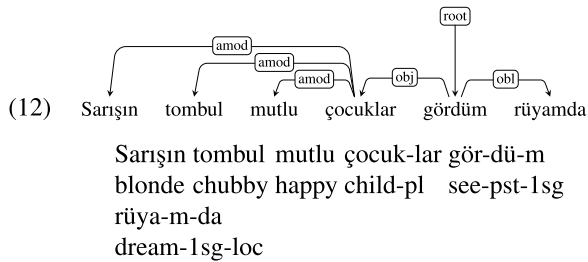 root
amod
amod
amod obj obl
(12) Sarışın tombul mutlu çocuklar gördüm rüyamda
Sarışın tombul mutlu çocuk-lar gör-dü-m
blonde chubby happy child-pl see-pst-1sg
rüya-m-da
dream-1sg-loc